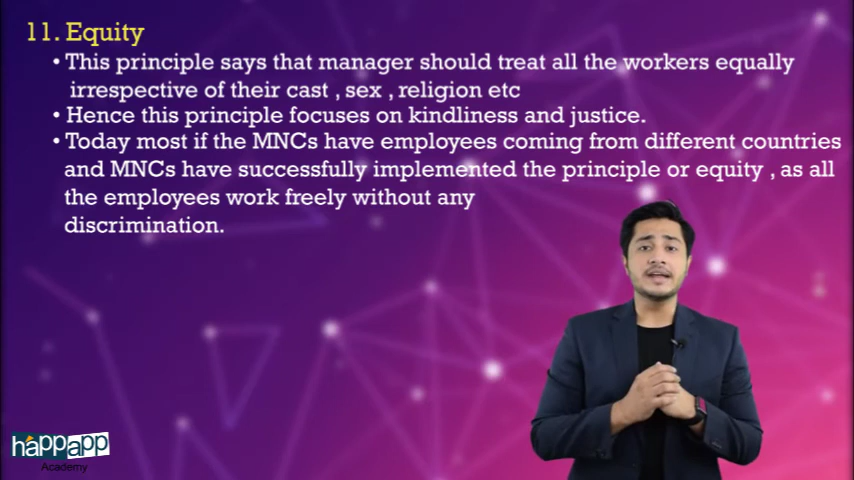 11. Equity
• This principle says that manager should treat all the workers equally
irrespective of their cast , sex , religion etc
• Hence this principle focuses on kindliness and justice.
• Today most if the MNCs have employees coming from different countries
and MNCs have successfully implemented the principle or equity , as all
the employees work freely without any
discrimination.
happapp
Academy